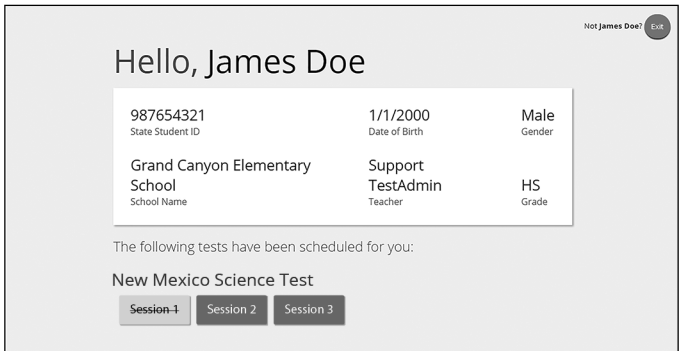 Not James Doe? Exit
Hello, James Doe
987654321 1/1/2000 Male
State Student ID Date of Birth Gender
Grand Canyon Elementary Support
School TestAdmin HS
School Name Teacher Grade
The following tests have been scheduled for you:
New Mexico Science Test
Session 1 Session 2 Session 3